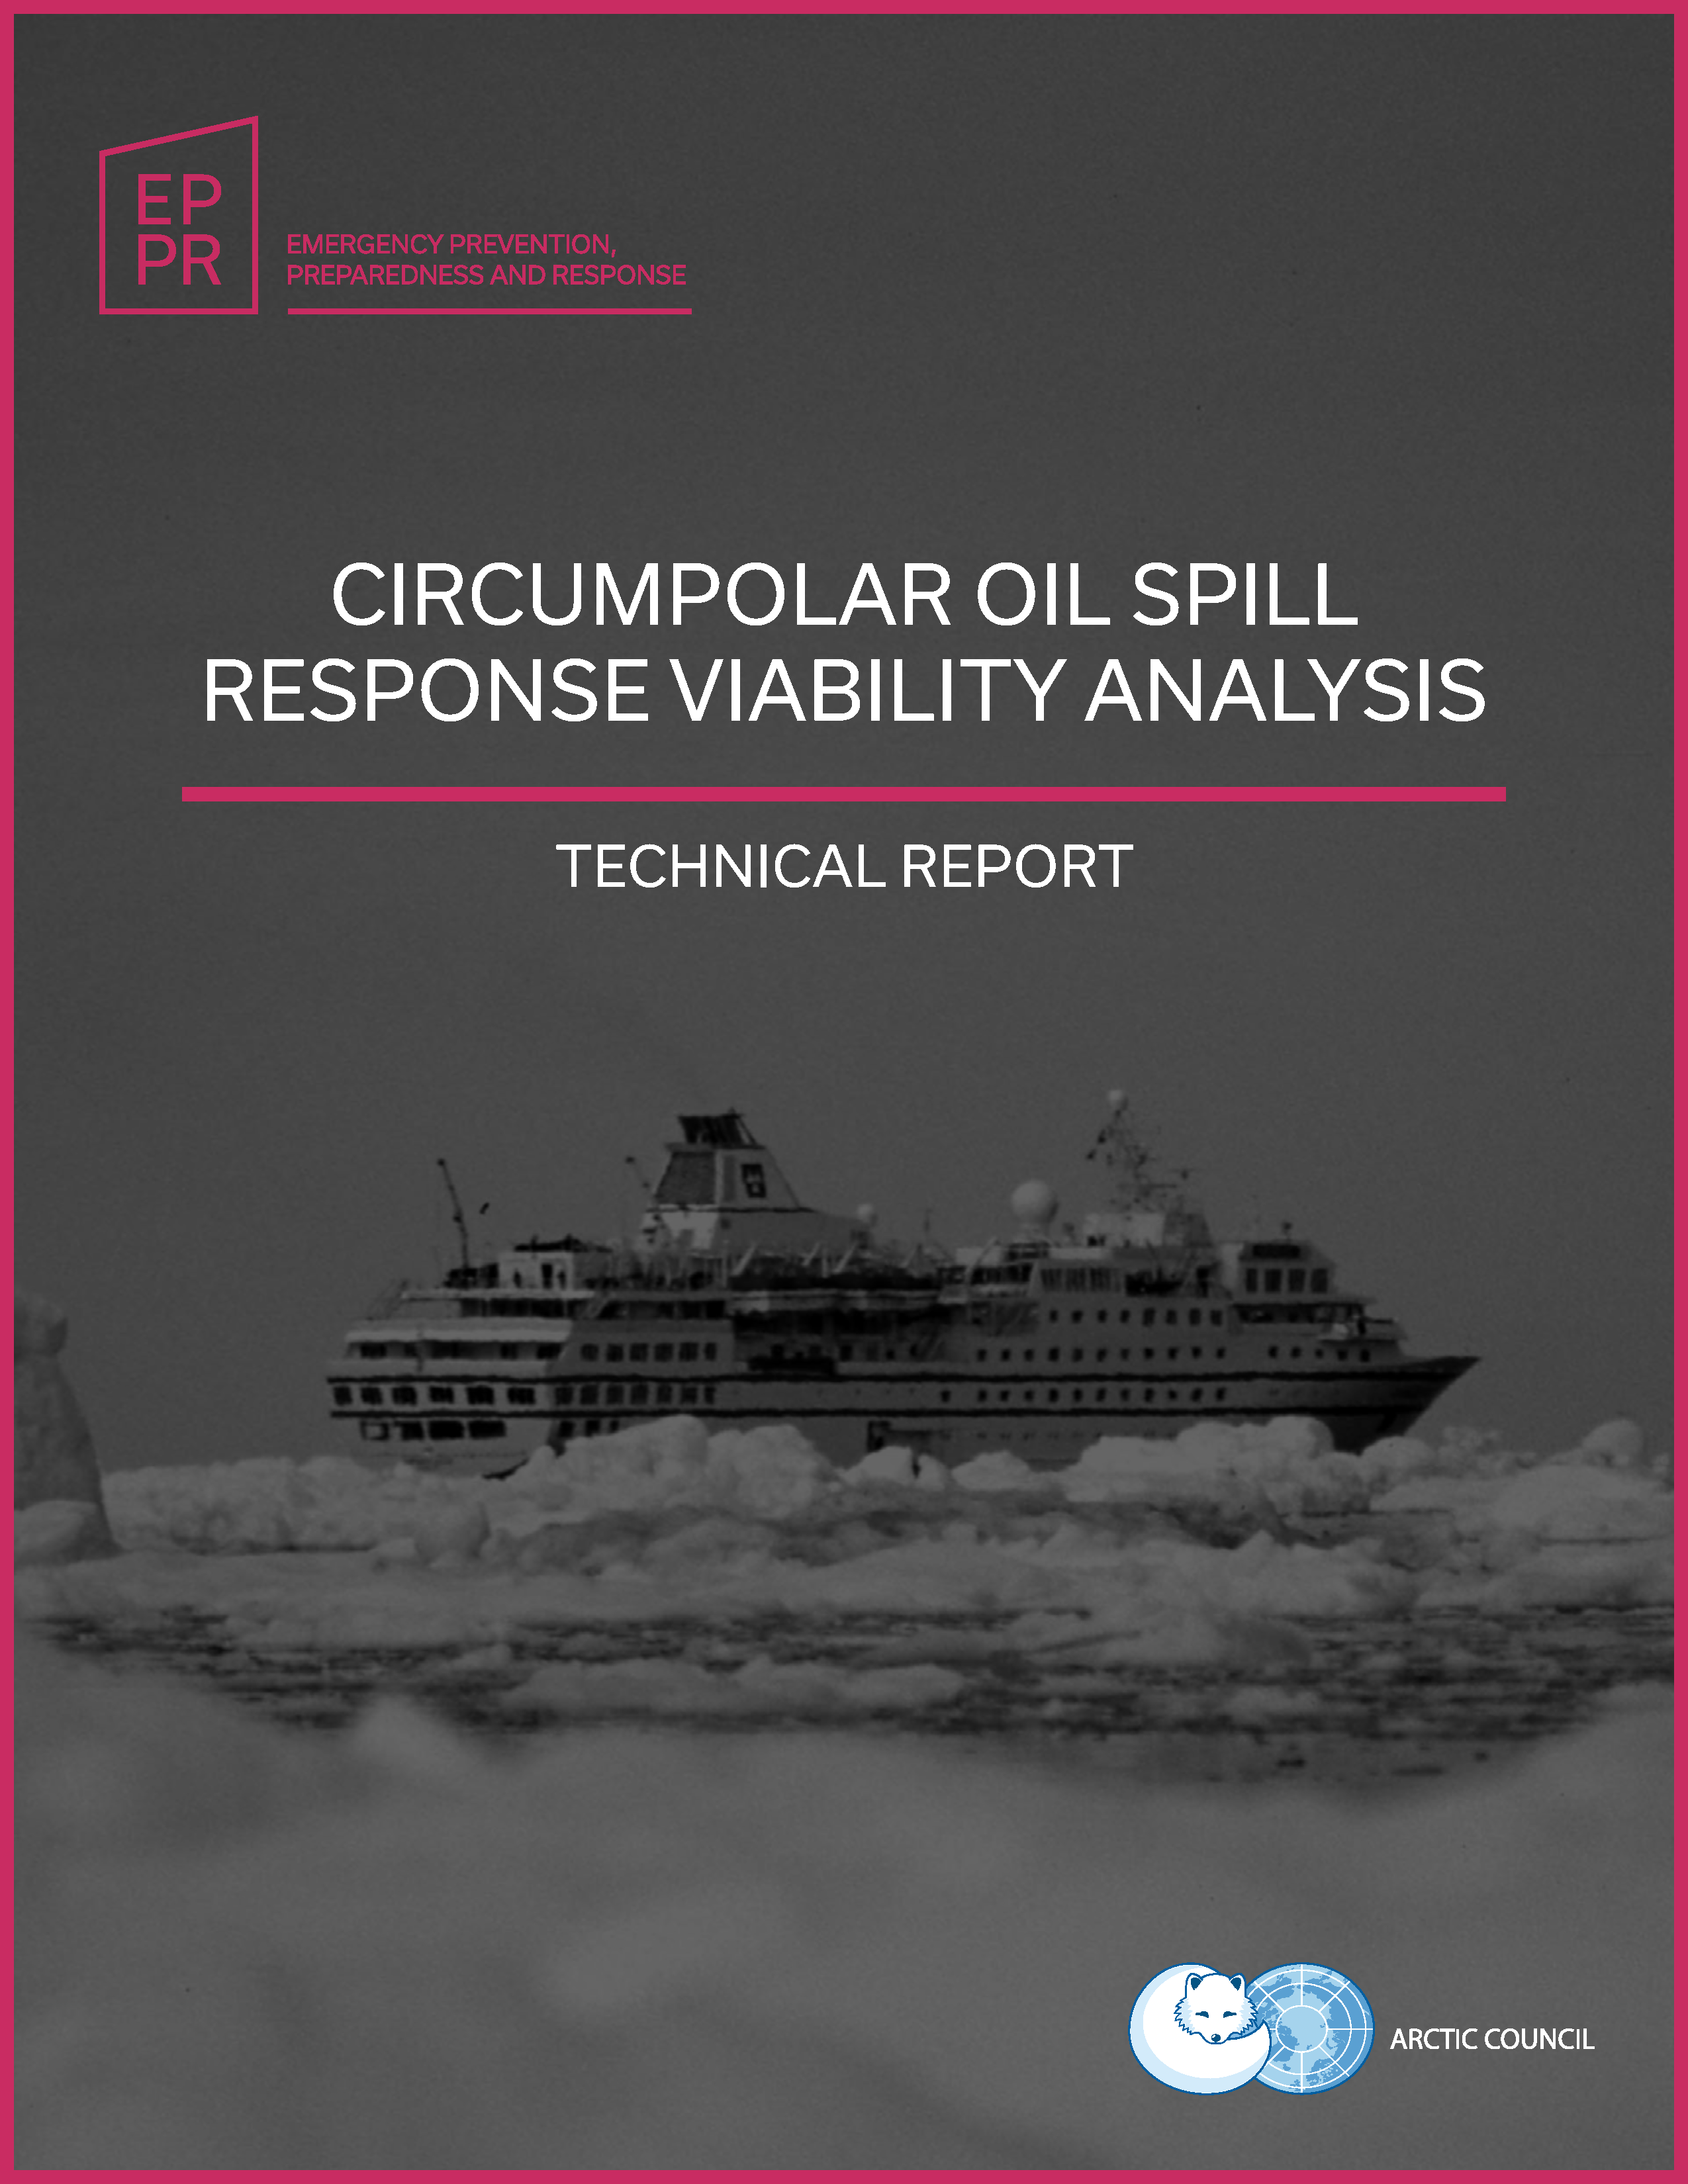 EP
PR
EMERGENCY PREVENTION,
PREPAREDNESS AND RESPONSE
CIRCUMPOLAR OIL SPILL
RESPONSE VIABILITY ANALYSIS
TECHNICAL REPORT
ARCTIC COUNCIL